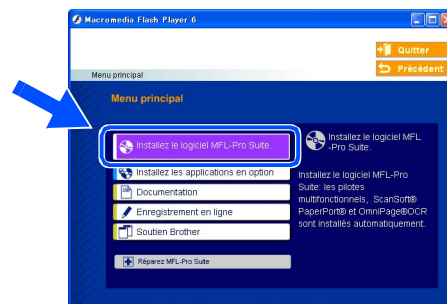 Macromedia Flash Player 6
Quitter
Précédent
Menu principal
Menu principal
Installez le logiciel MFL-Pro Suite.
Installez les applications en option
Documentation
Enregistrement en ligne
Soutien Brother
Réparez MFL-Pro Suite
Installez le logiciel MFL
-Pro Suite.
Installez le logiciel MFL-Pro
Suite: les pilotes
multifonctionnels, ScanSoft®
PaperPort® et OmniPage®OCR
sont installés automatiquement.